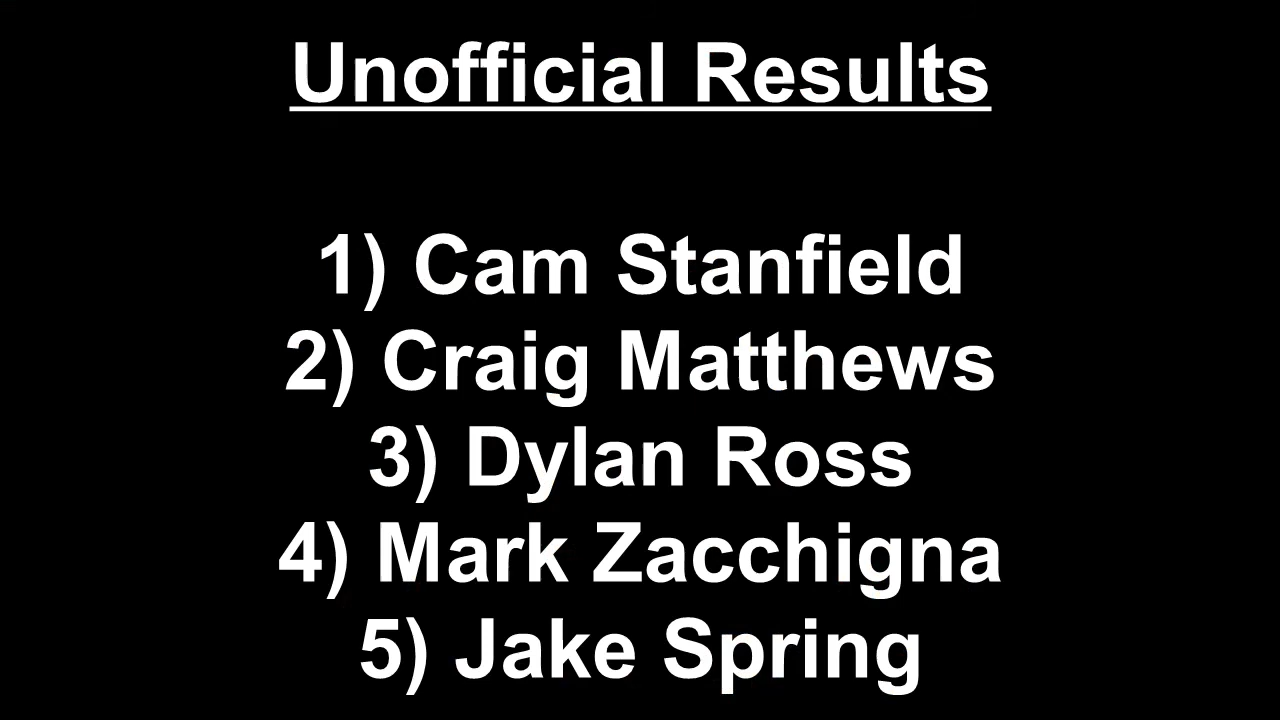 Unofficial Results
1) Cam Stanfield
2) Craig Matthews
3) Dylan Ross
4) Mark Zacchigna
5) Jake Spring